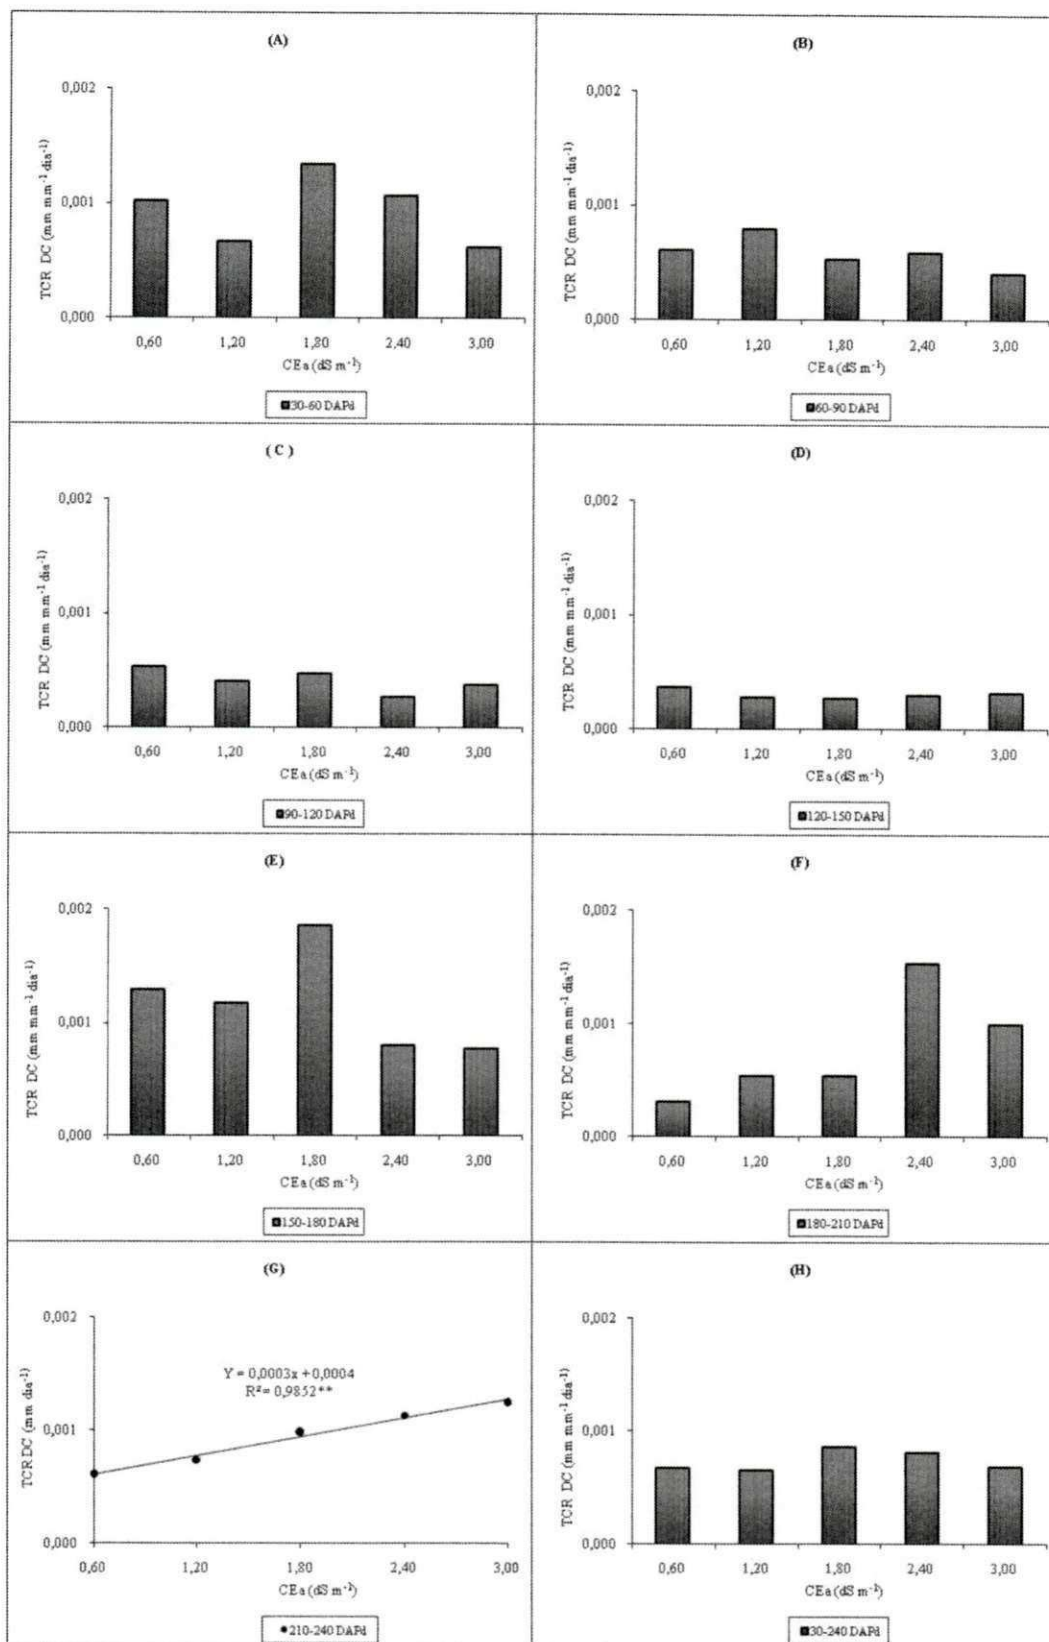 (A)
TCR DC (mm mm⁻¹ dia⁻¹)
0,002
0,001
0,000
0,60 1,20 1,80 2,40 3,00
CEa (dS m⁻¹)
30-60 DAPd
(B)
TCR DC (mm mm⁻¹ dia⁻¹)
0,002
0,001
0,000
0,60 1,20 1,80 2,40 3,00
CEa (dS m⁻¹)
60-90 DAPd
(C)
TCR DC (mm mm⁻¹ dia⁻¹)
0,002
0,001
0,000
0,60 1,20 1,80 2,40 3,00
CEa (dS m⁻¹)
90-120 DAPd
(D)
TCR DC (mm mm⁻¹ dia⁻¹)
0,002
0,001
0,000
0,60 1,20 1,80 2,40 3,00
CEa (dS m⁻¹)
120-150 DAPd
(E)
TCR DC (mm mm⁻¹ dia⁻¹)
0,002
0,001
0,000
0,60 1,20 1,80 2,40 3,00
CEa (dS m⁻¹)
150-180 DAPd
(F)
TCR DC (mm mm⁻¹ dia⁻¹)
0,002
0,001
0,000
0,60 1,20 1,80 2,40 3,00
CEa (dS m⁻¹)
180-210 DAPd
(G)
TCR DC (mm dia⁻¹)
0,002
Y = 0,0003x + 0,0004
R² = 0,9852**
0,001
0,000
0,60 1,20 1,80 2,40 3,00
CEa (dS m⁻¹)
210-240 DAPd
(H)
TCR DC (mm mm⁻¹ dia⁻¹)
0,002
0,001
0,000
0,60 1,20 1,80 2,40 3,00
CEa (dS m⁻¹)
30-240 DAPd